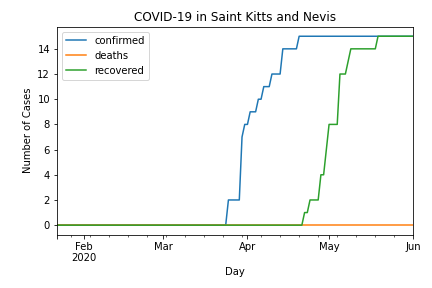 COVID-19 in Saint Kitts and Nevis
confirmed
deaths
recovered
14
12
10
8
6
4
2
0
Number of Cases
Feb
2020
Mar
Apr
May
Jun
Day